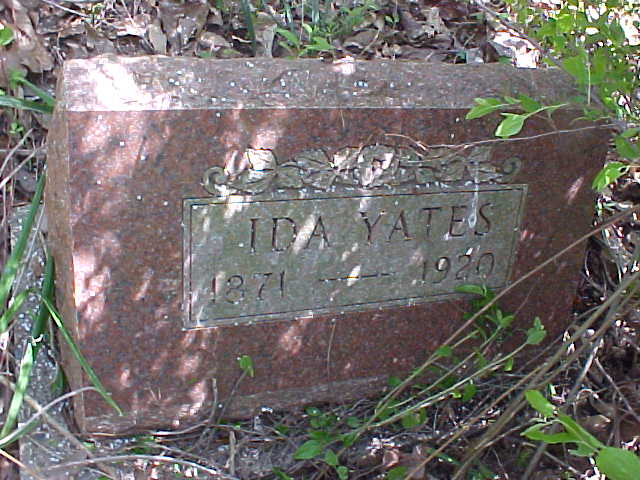 IDA YATES
1871 — 1920